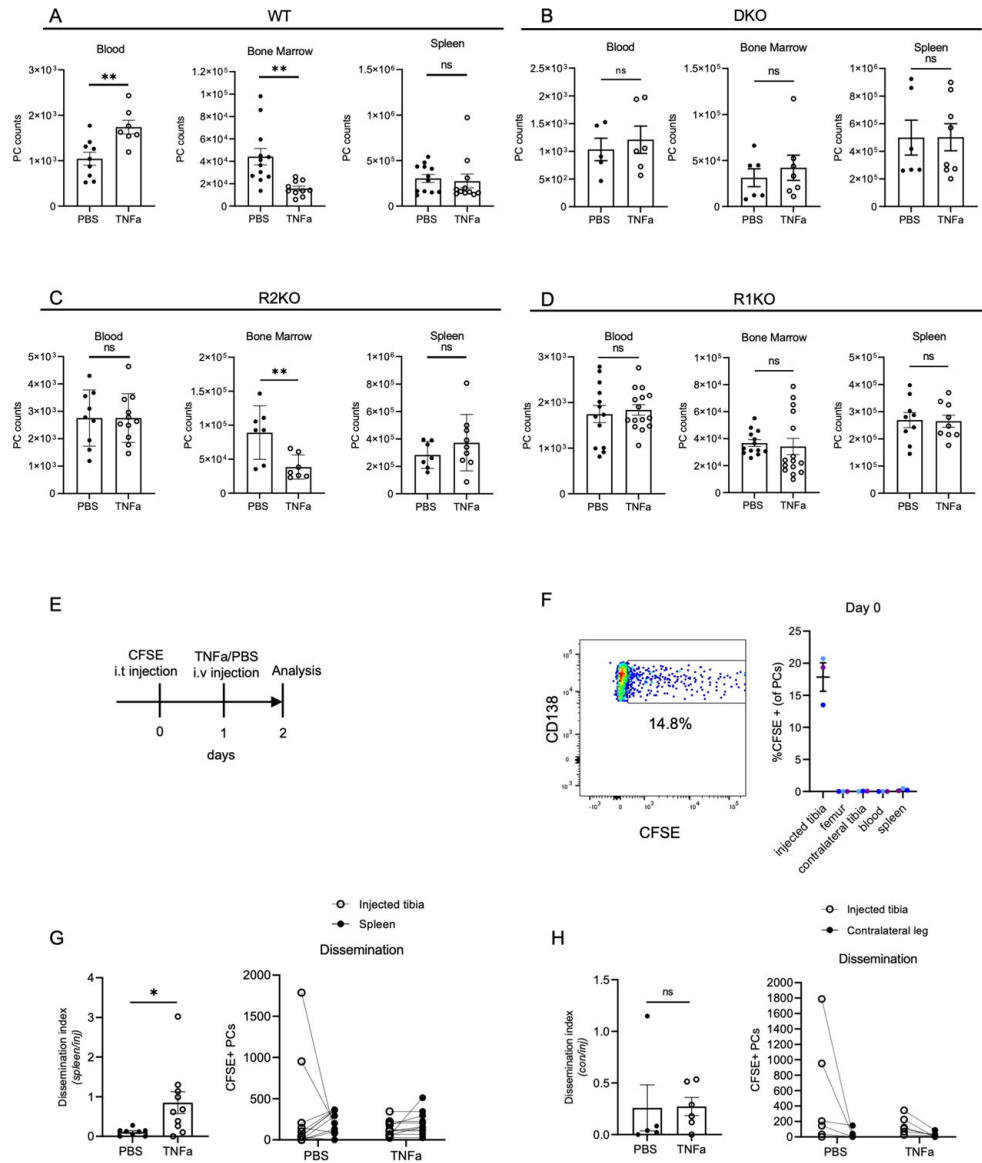 A
WT
Blood
Bone Marrow
Spleen
**
**
ns
PC counts
3×10³
2×10³
1×10³
0
PBS
TNFa
PC counts
1.2×10⁵
1×10⁵
8×10⁴
6×10⁴
4×10⁴
2×10⁴
0
PBS
TNFa
PC counts
1.5×10⁶
1×10⁶
5×10⁵
0
PBS
TNFa
B
DKO
Blood
Bone Marrow
Spleen
ns
ns
ns
PC counts
2.5×10³
2×10³
1.5×10³
1×10³
5×10²
0
PBS
TNFa
PC counts
1.5×10⁵
1×10⁵
5×10⁴
0
PBS
TNFa
PC counts
1×10⁶
8×10⁵
6×10⁵
4×10⁵
2×10⁵
0
PBS
TNFa
C
R2KO
Blood
Bone Marrow
Spleen
ns
**
ns
PC counts
5×10³
4×10³
3×10³
2×10³
1×10³
0
PBS
TNFa
PC counts
2×10⁵
1.5×10⁵
1×10⁵
5×10⁴
0
PBS
TNFa
PC counts
1×10⁶
8×10⁵
6×10⁵
4×10⁵
2×10⁵
0
PBS
TNFa
D
R1KO
Blood
Bone Marrow
Spleen
ns
ns
ns
PC counts
3×10³
2×10³
1×10³
0
PBS
TNFa
PC counts
1×10⁵
8×10⁴
6×10⁴
4×10⁴
2×10⁴
0
PBS
TNFa
PC counts
5×10⁵
4×10⁵
3×10⁵
2×10⁵
1×10⁵
0
PBS
TNFa
E
CFSE
i.t injection
TNFa/PBS
i.v injection
Analysis
0
1
2
days
F
CD138
10⁵
10⁴
10³
0
-10³
14.8%
-10³
0
10³
10⁴
10⁵
CFSE
Day 0
%CFSE + (of PCs)
25
20
15
10
5
0
injected tibia
femur
contralateral tibia
blood
spleen
G
Injected tibia
Spleen
Dissemination index
(spleen/inj)
4
3
2
1
0
*
PBS
TNFa
Dissemination
CFSE+ PCs
2000
1500
1000
500
0
PBS
TNFa
H
Injected tibia
Contralateral leg
Dissemination index
(con/inj)
1.5
1.0
0.5
0.0
ns
PBS
TNFa
Dissemination
CFSE+ PCs
2000
1800
1600
1400
1200
1000
800
600
400
200
0
PBS
TNFa